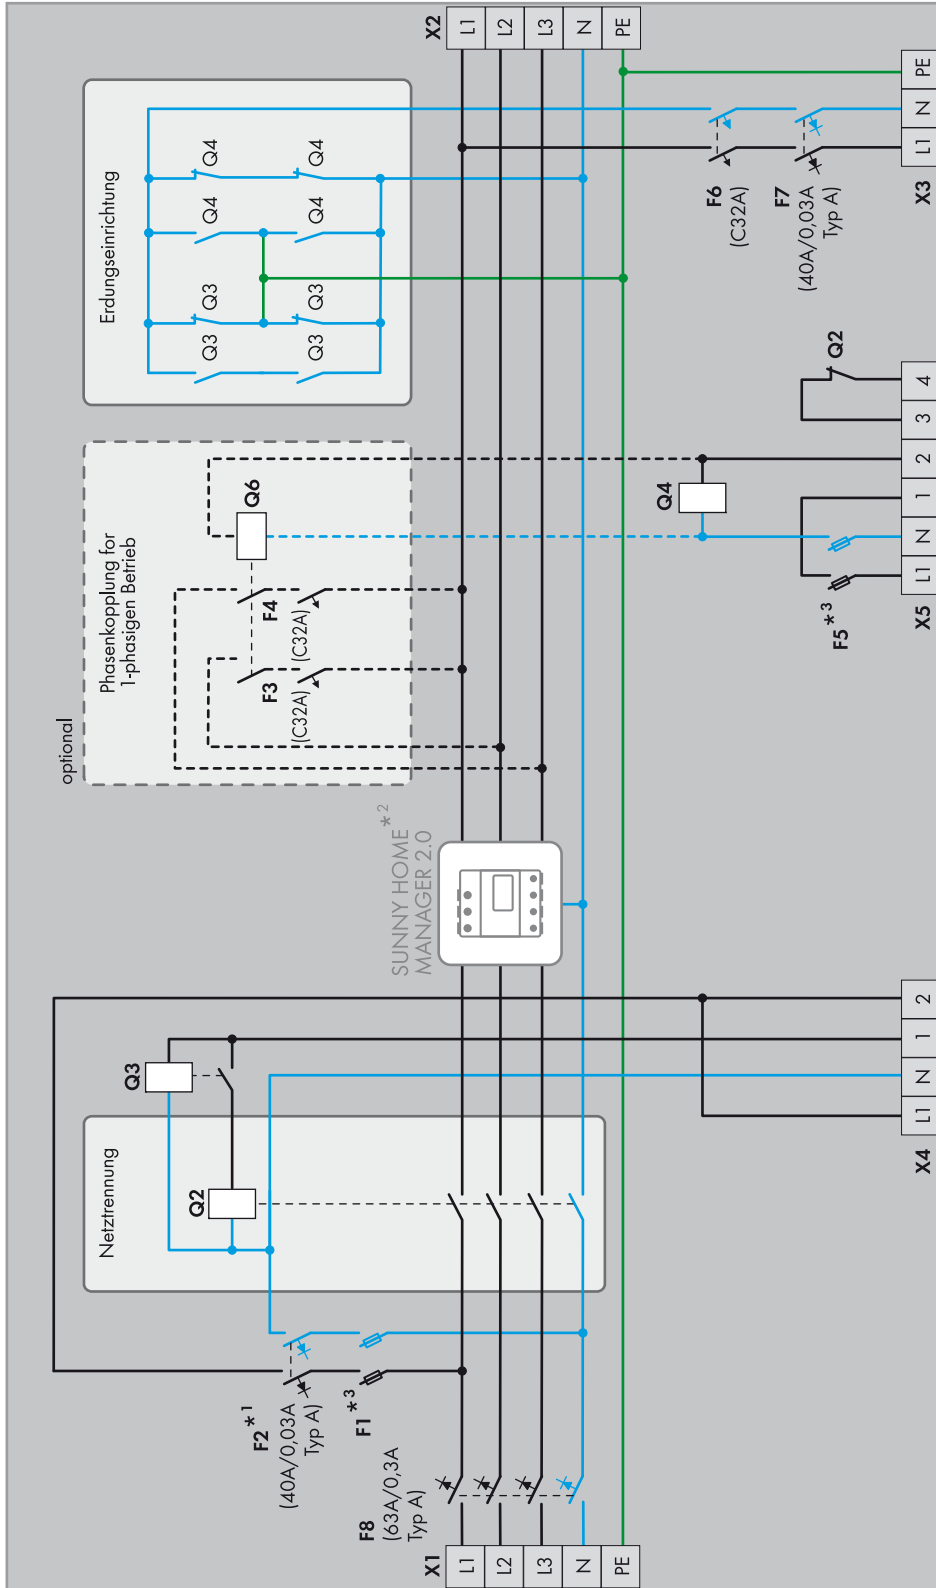 X2
L1
L2
L3
N
PE
PE
N
L1
X3
Erdungseinrichtung
Q4
Q4
Q4
Q4
Q3
Q3
Q3
Q3
F6
(C32A)
F7
(40A/0,03A
Typ A)
Q2
4
3
2
1
N
L1
X5
Q4
F5 *3
optional
Phasenkopplung for
1-phasigen Betrieb
Q6
F4
(C32A)
F3
(C32A)
SUNNY HOME
MANAGER 2.0 *2
Q3
2
1
N
L1
X4
Netztrennung
Q2
F2 *1
(40A/0,03A
Typ A)
F1 *3
F8
(63A/0,3A
Typ A)
X1
L1
L2
L3
N
PE